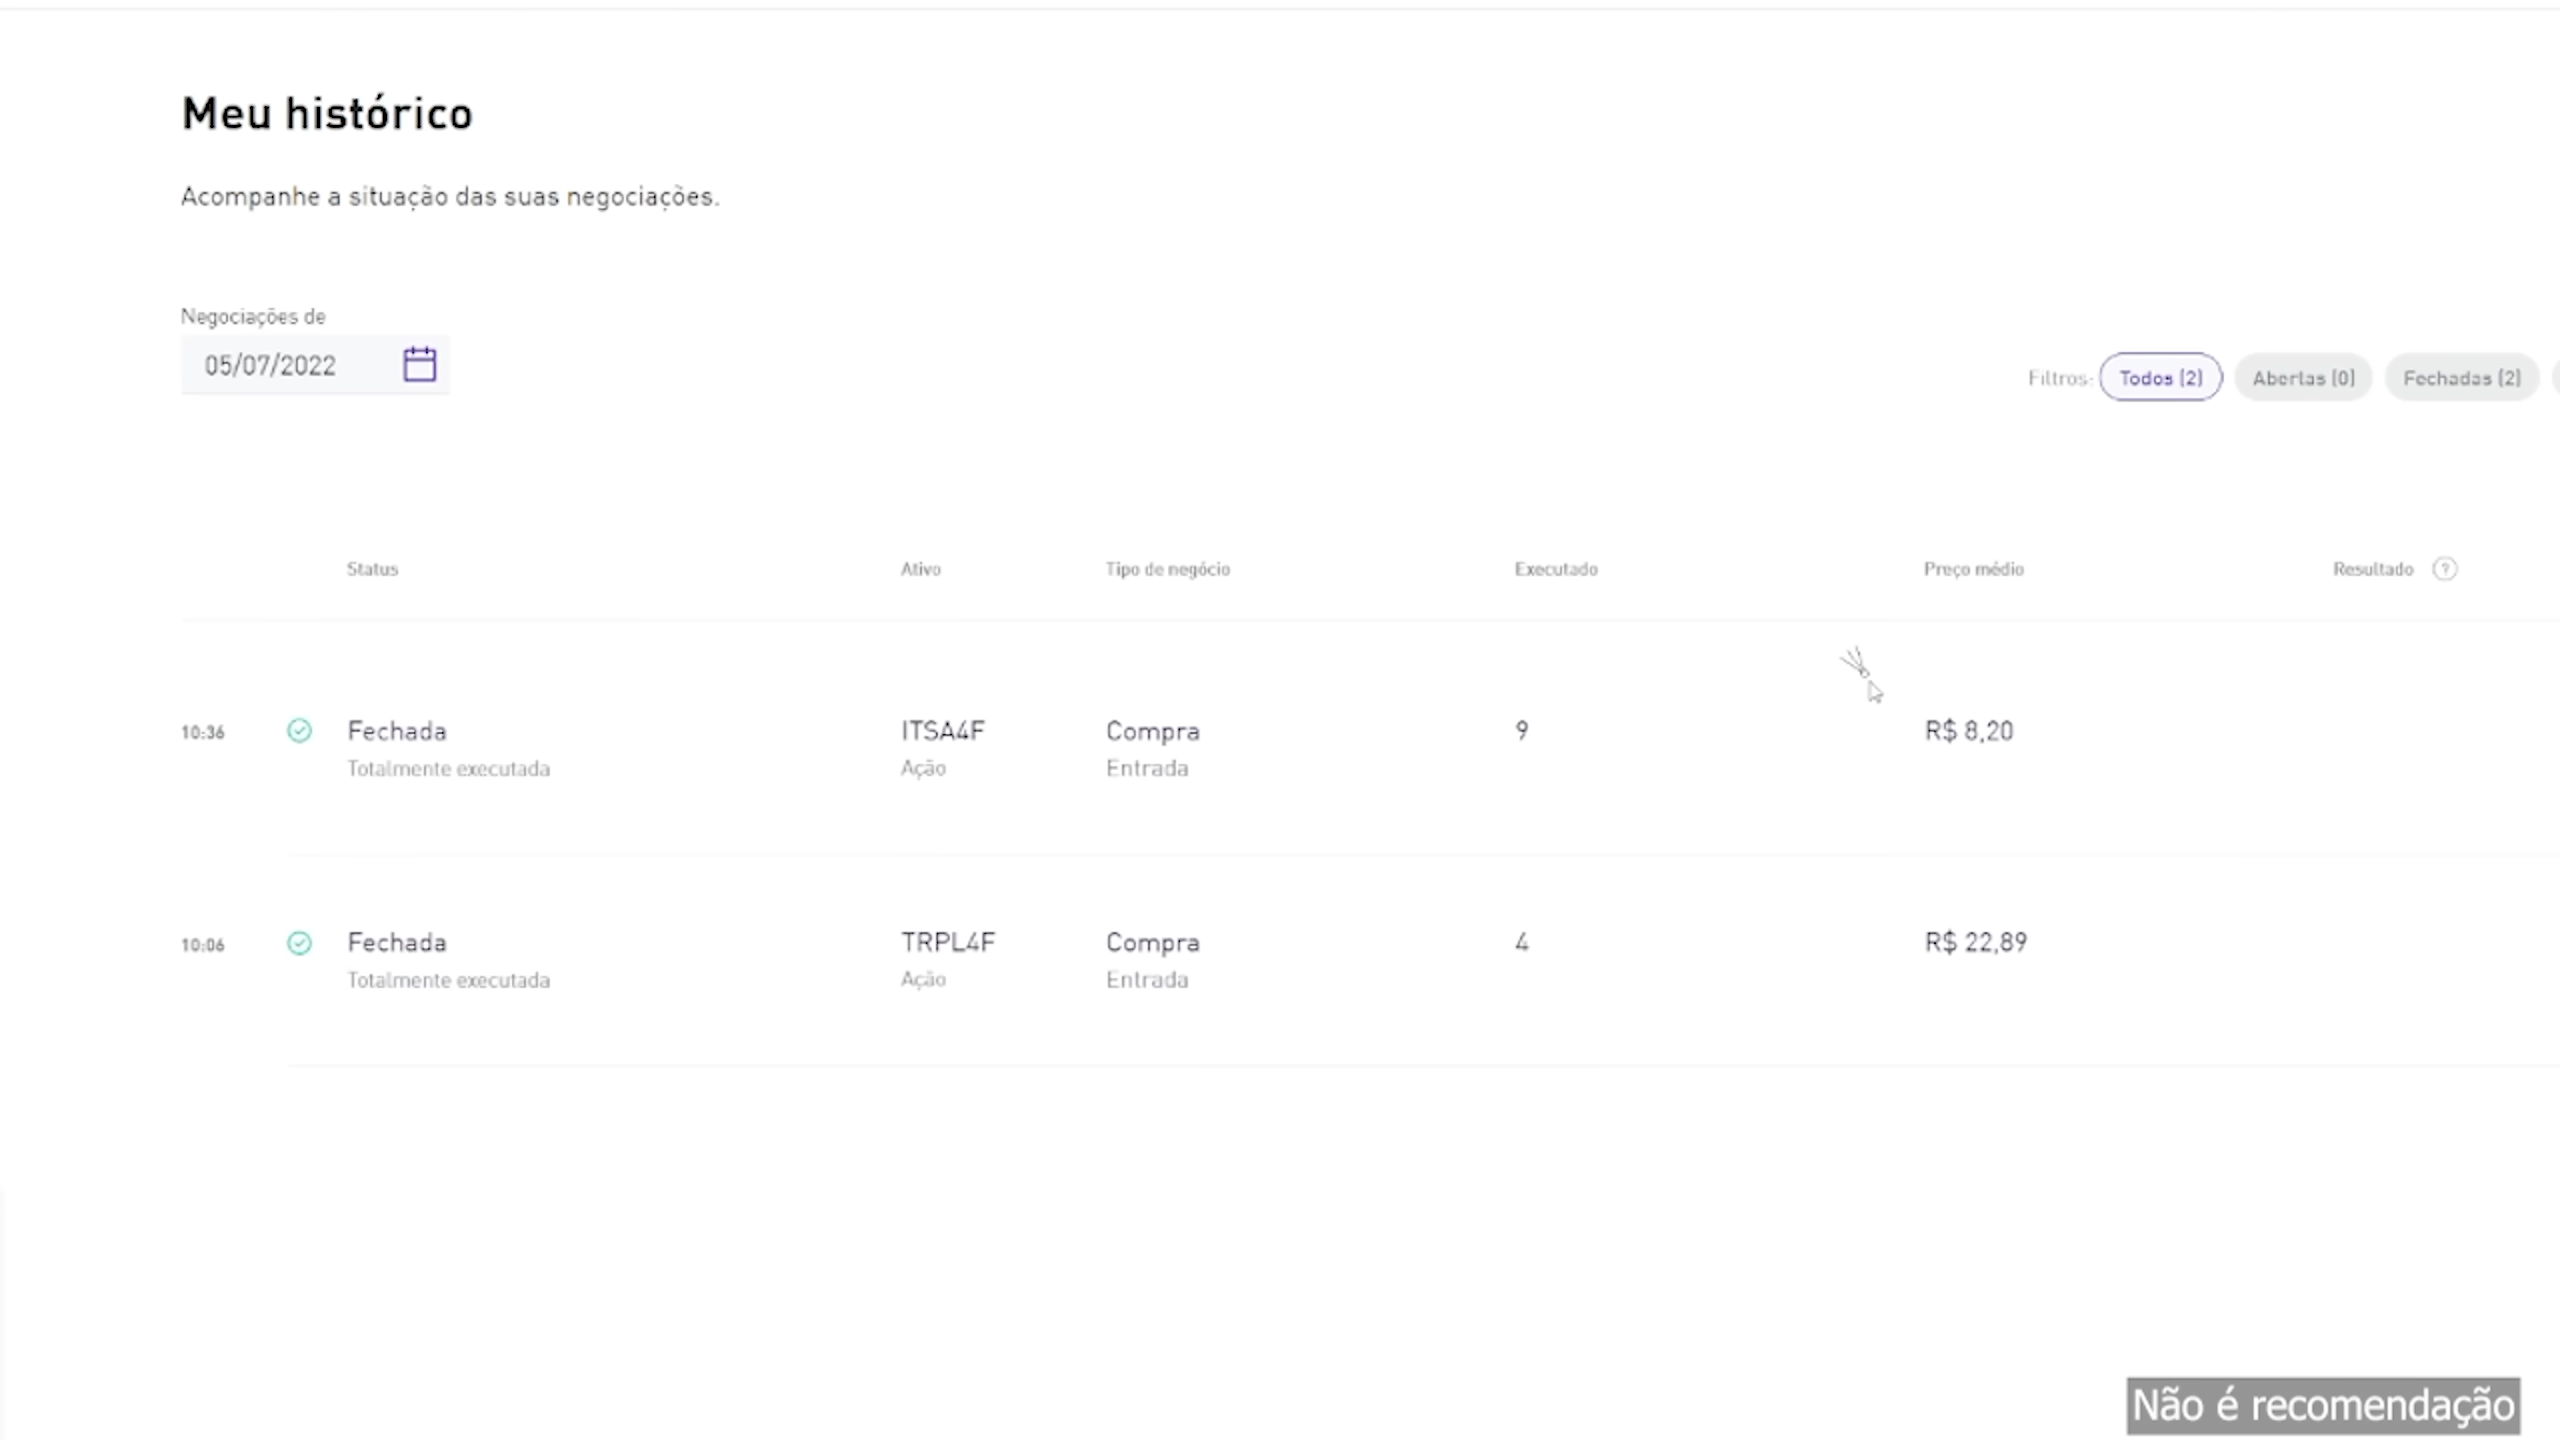 Meu histórico
Acompanhe a situação das suas negociações.
Negociações de
05/07/2022
Filtros: Todos (2) Abertas (0) Fechadas (2)
Status Ativo Tipo de negócio Executado Preço médio Resultado ?
10:36 Fechada ITSA4F Compra 9 R$ 8,20
Totalmente executada Ação Entrada
10:06 Fechada TRPL4F Compra 4 R$ 22,89
Totalmente executada Ação Entrada
Não é recomendação